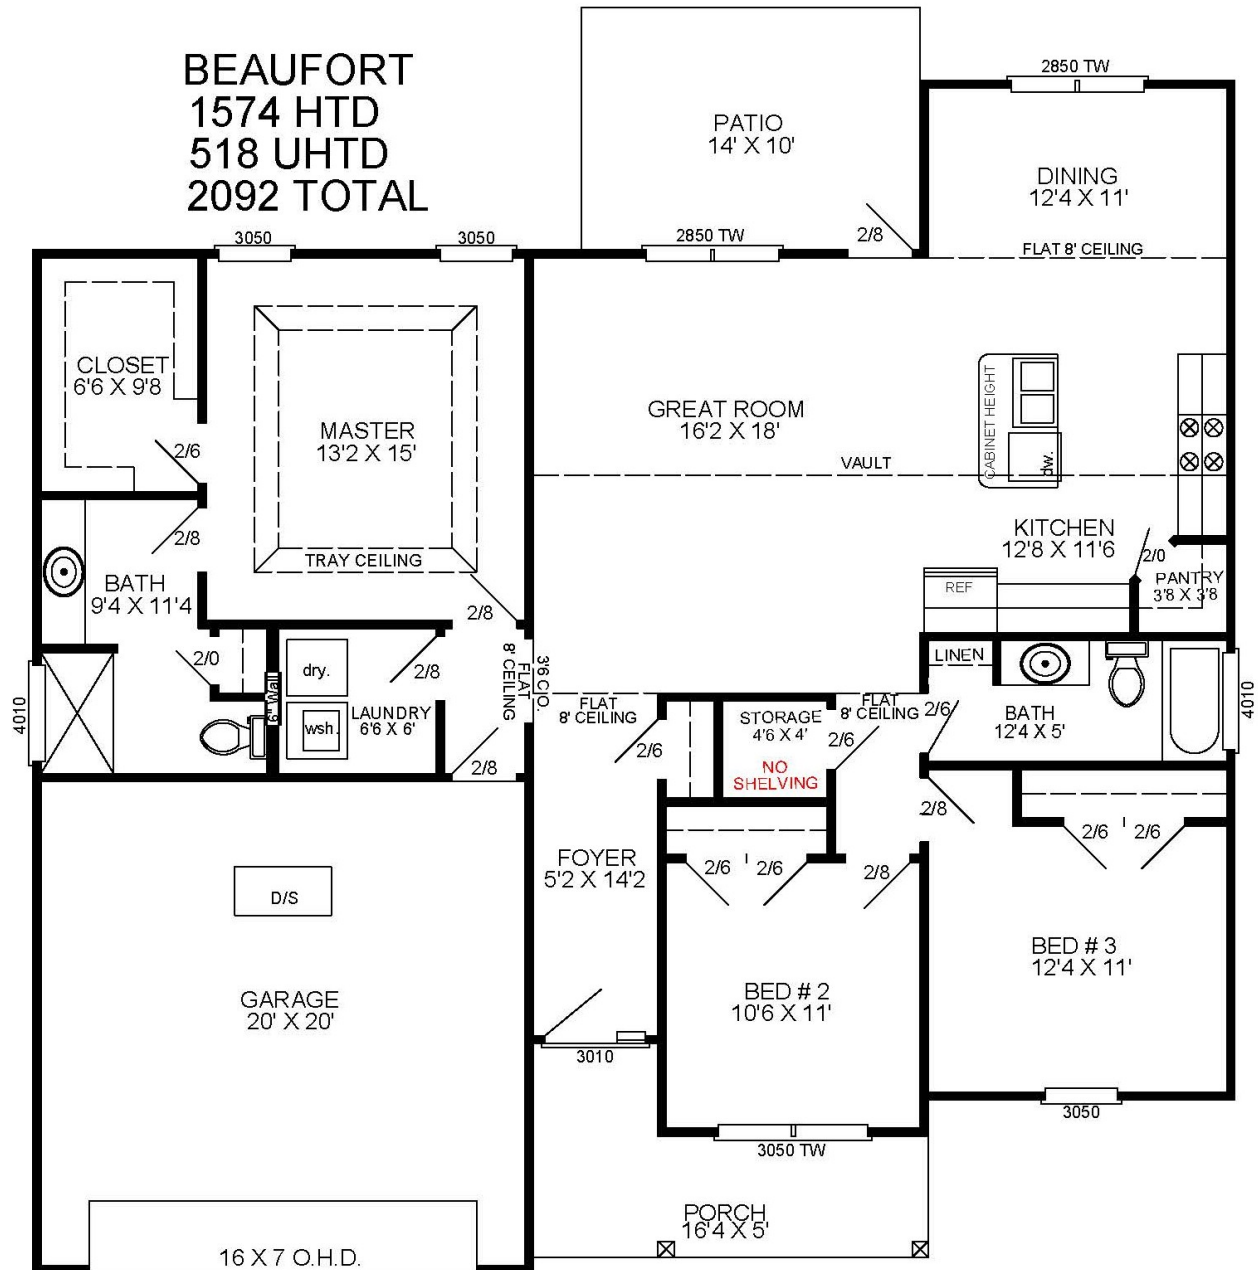 BEAUFORT
1574 HTD
518 UHTD
2092 TOTAL
PATIO
14' X 10'
2850 TW
DINING
12'4 X 11'
FLAT 8' CEILING
3050
3050
2850 TW
2/8
CLOSET
6'6 X 9'8
2/6
MASTER
13'2 X 15'
TRAY CEILING
GREAT ROOM
16'2 X 18'
VAULT
CABINET HEIGHT
dw.
KITCHEN
12'8 X 11'6
2/0
PANTRY
3'8 X 3'8
REF
2/8
BATH
9'4 X 11'4
2/0
2/8
dry.
wsh.
6" Wall
LAUNDRY
6'6 X 6'
2/8
2/8
3'6 C.O.
FLAT
8' CEILING
4010
FLAT
8' CEILING
2/6
STORAGE
4'6 X 4'
NO
SHELVING
2/6
FLAT
8' CEILING
2/6
LINEN
BATH
12'4 X 5'
4010
2/8
2/6
2/6
FOYER
5'2 X 14'2
2/6
2/6
2/8
D/S
GARAGE
20' X 20'
BED # 2
10'6 X 11'
BED # 3
12'4 X 11'
3010
3050 TW
3050
PORCH
16'4 X 5'
16 X 7 O.H.D.